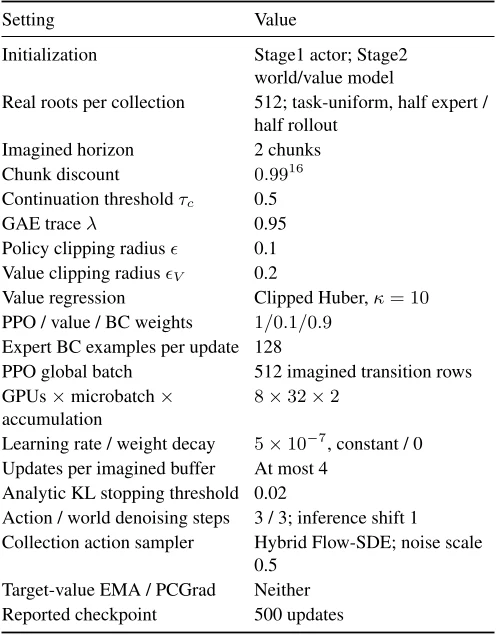 Setting Value
Initialization Stage1 actor; Stage2
world/value model
Real roots per collection 512; task-uniform, half expert /
half rollout
Imagined horizon 2 chunks
Chunk discount 0.99^16
Continuation threshold τ_c 0.5
GAE trace λ 0.95
Policy clipping radius ϵ 0.1
Value clipping radius ϵ_V 0.2
Value regression Clipped Huber, κ = 10
PPO / value / BC weights 1/0.1/0.9
Expert BC examples per update 128
PPO global batch 512 imagined transition rows
GPUs × microbatch × 8 × 32 × 2
accumulation
Learning rate / weight decay 5 × 10^−7, constant / 0
Updates per imagined buffer At most 4
Analytic KL stopping threshold 0.02
Action / world denoising steps 3 / 3; inference shift 1
Collection action sampler Hybrid Flow-SDE; noise scale
0.5
Target-value EMA / PCGrad Neither
Reported checkpoint 500 updates